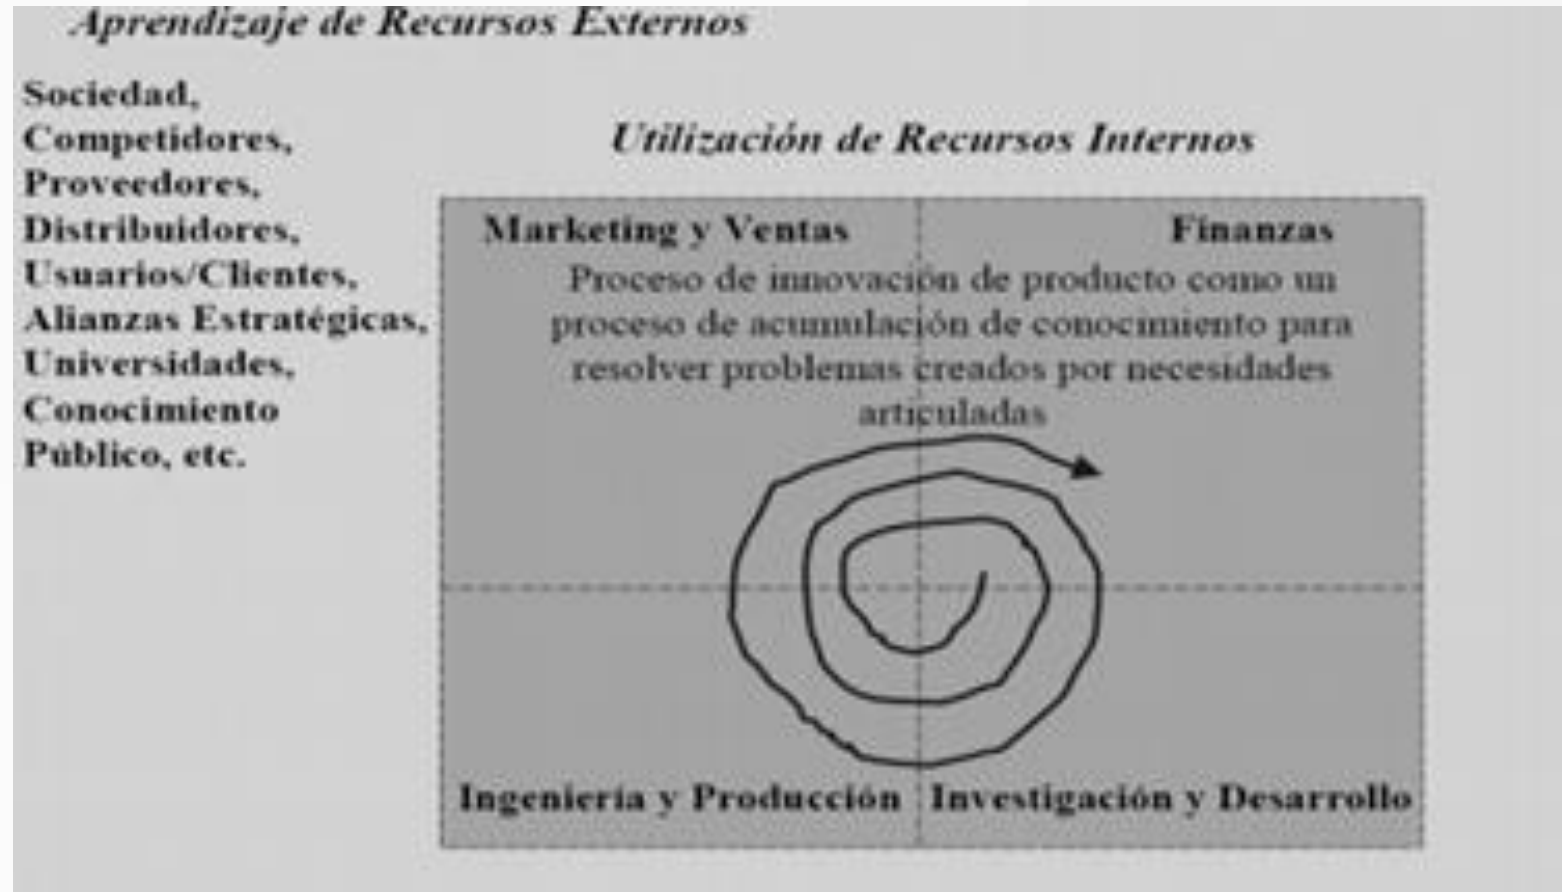 Aprendizaje de Recursos Externos
Sociedad,
Competidores,
Proveedores,
Distribuidores,
Usuarios/Clientes,
Alianzas Estratégicas,
Universidades,
Conocimiento
Público, etc.
Utilización de Recursos Internos
Marketing y Ventas
Finanzas
Proceso de innovación de producto como un
proceso de acumulación de conocimiento para
resolver problemas creados por necesidades
articuladas
Ingeniería y Producción
Investigación y Desarrollo